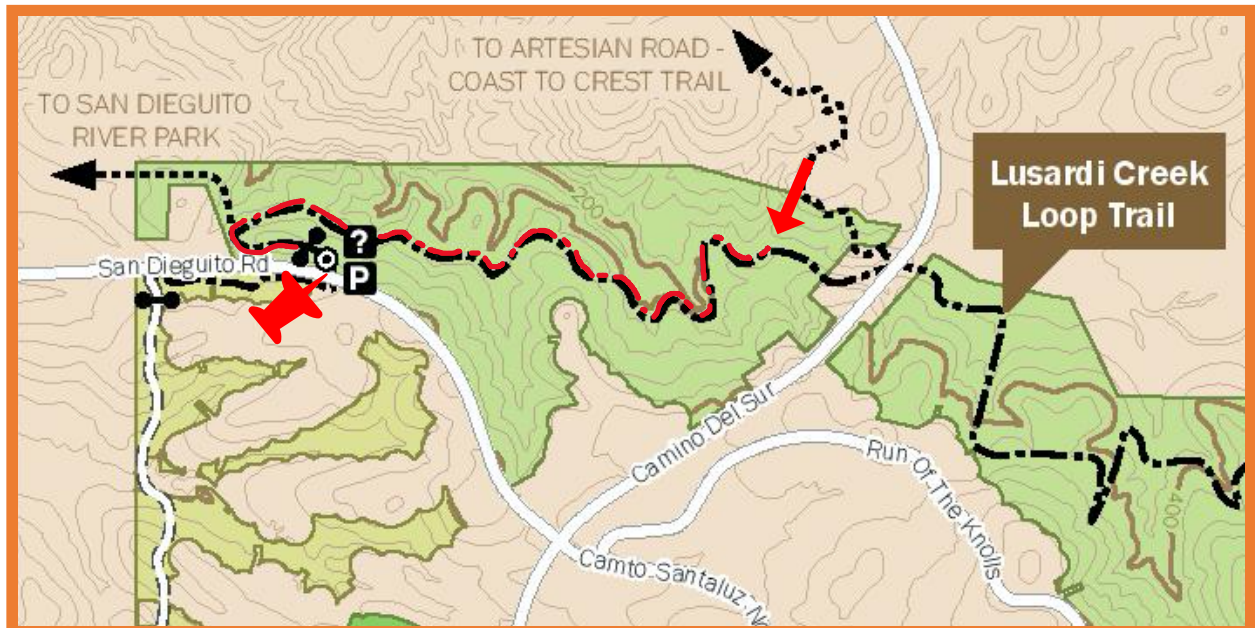 TO ARTESIAN ROAD -
COAST TO CREST TRAIL
TO SAN DIEGUITO
RIVER PARK
Lusardi Creek
Loop Trail
200
?
P
San Dieguito Rd
Camino Del Sur
Run Of The Knolls
400
Camto Santaluz